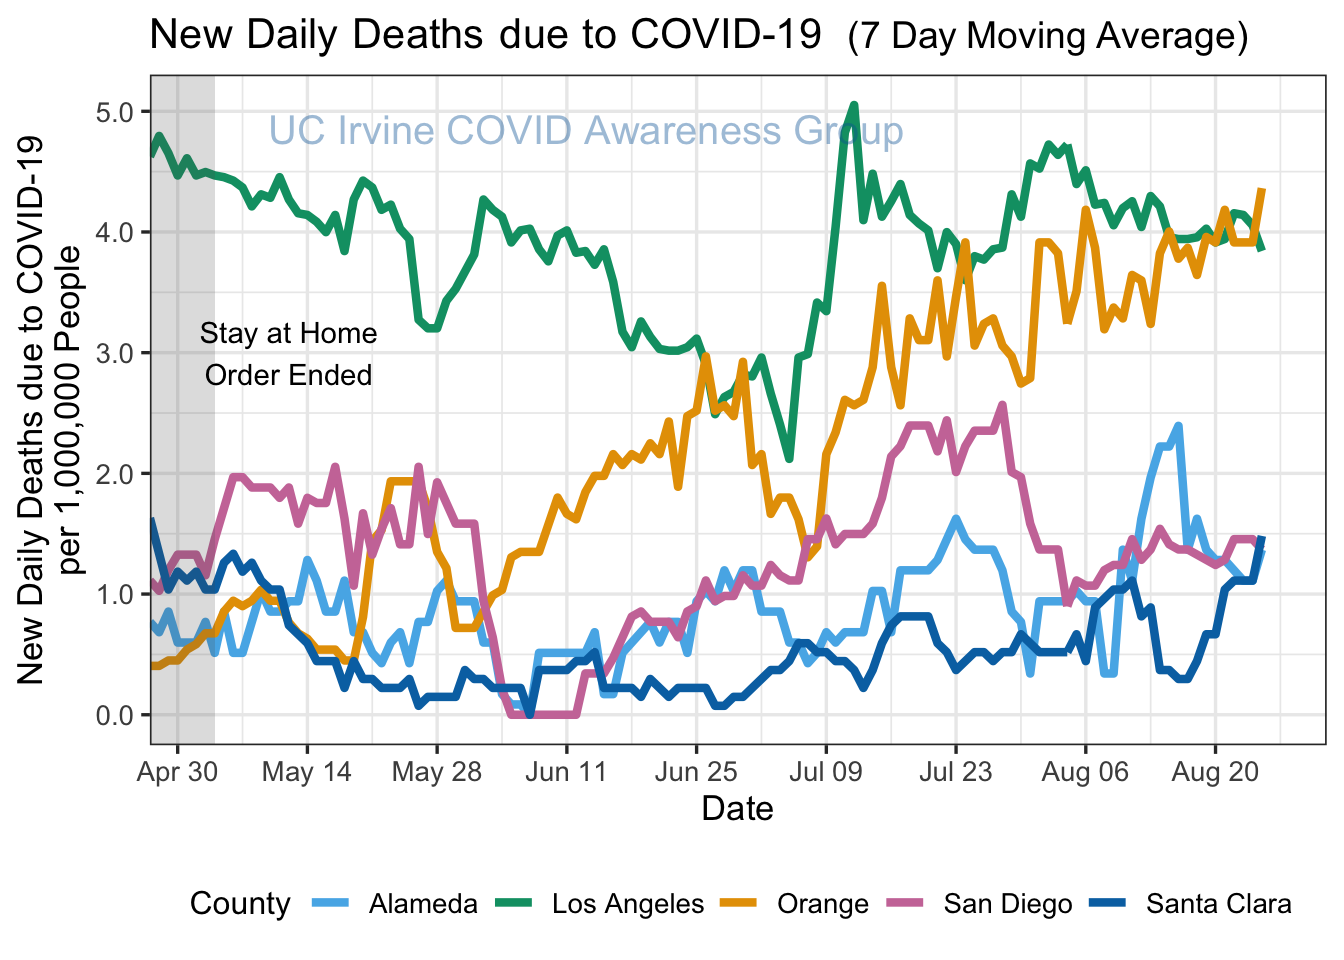 New Daily Deaths due to COVID-19 (7 Day Moving Average)
UC Irvine COVID Awareness Group
New Daily Deaths due to COVID-19
per 1,000,000 People
5.0
4.0
3.0
2.0
1.0
0.0
Stay at Home
Order Ended
Apr 30 May 14 May 28 Jun 11 Jun 25 Jul 09 Jul 23 Aug 06 Aug 20
Date
County Alameda Los Angeles Orange San Diego Santa Clara